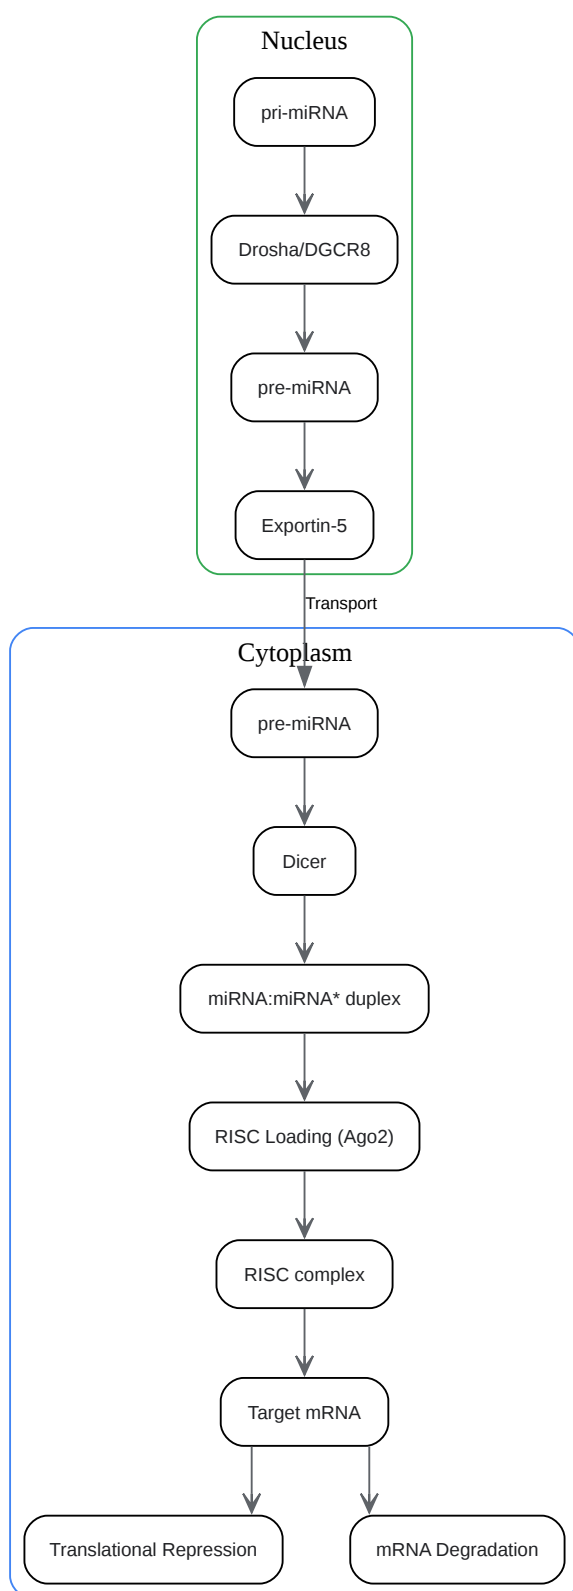 Nucleus
pri-miRNA
Drosha/DGCR8
pre-miRNA
Exportin-5
Transport
Cytoplasm
pre-miRNA
Dicer
miRNA:miRNA* duplex
RISC Loading (Ago2)
RISC complex
Target mRNA
Translational Repression
mRNA Degradation